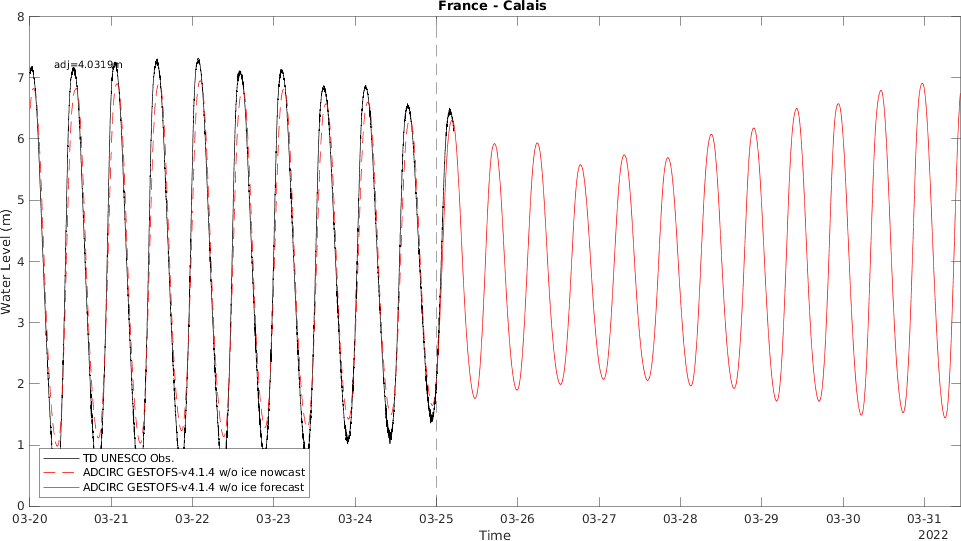 France - Calais
8
7
6
5
4
3
2
1
0
Water Level (m)
adj=4.0319m
TD UNESCO Obs.
ADCIRC GESTOFS-v4.1.4 w/o ice nowcast
ADCIRC GESTOFS-v4.1.4 w/o ice forecast
03-20 03-21 03-22 03-23 03-24 03-25 03-26 03-27 03-28 03-29 03-30 03-31
Time
2022